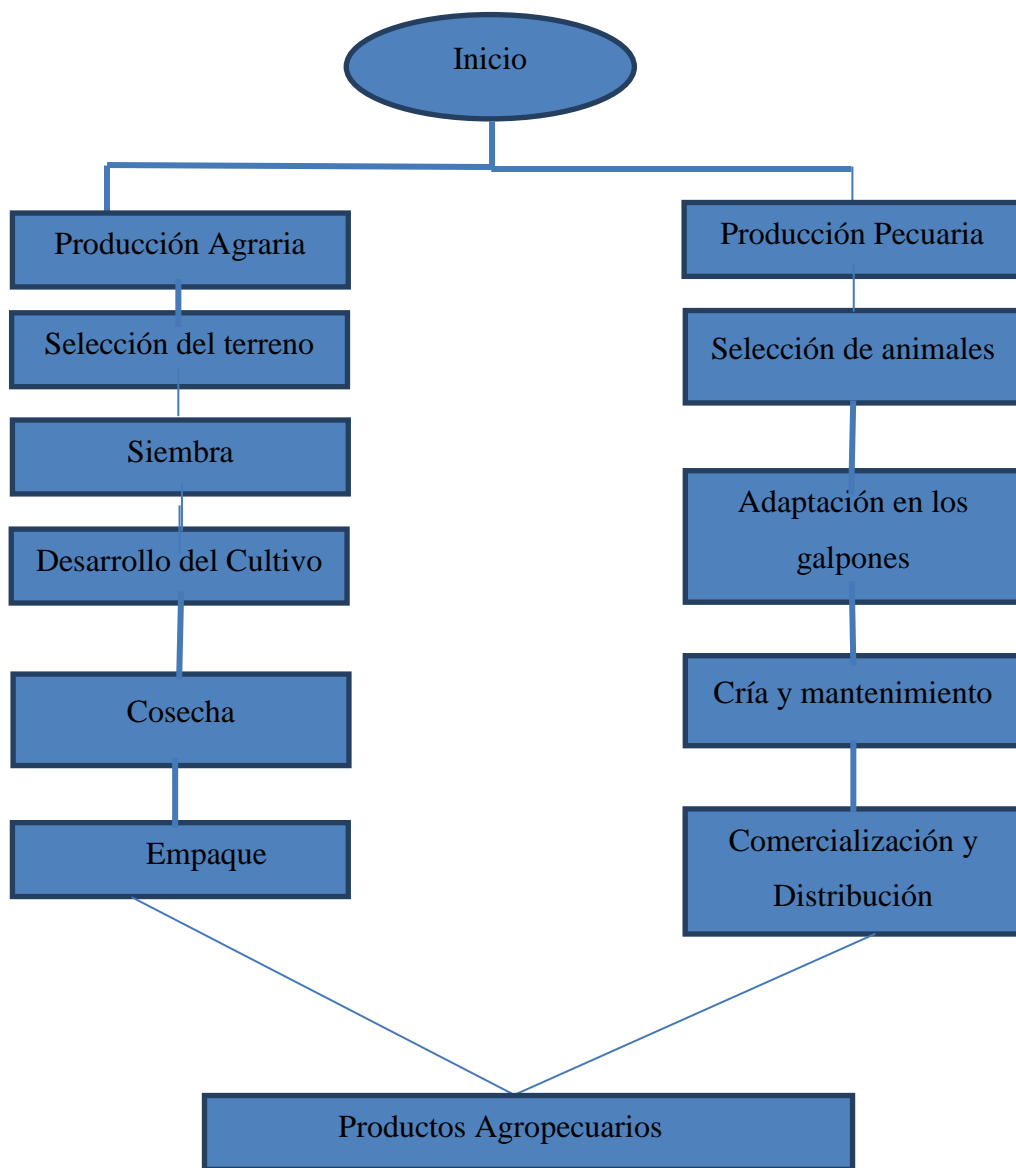 Inicio
Producción Agraria
Selección del terreno
Siembra
Desarrollo del Cultivo
Cosecha
Empaque
Producción Pecuaria
Selección de animales
Adaptación en los
galpones
Cría y mantenimiento
Comercialización y
Distribución
Productos Agropecuarios